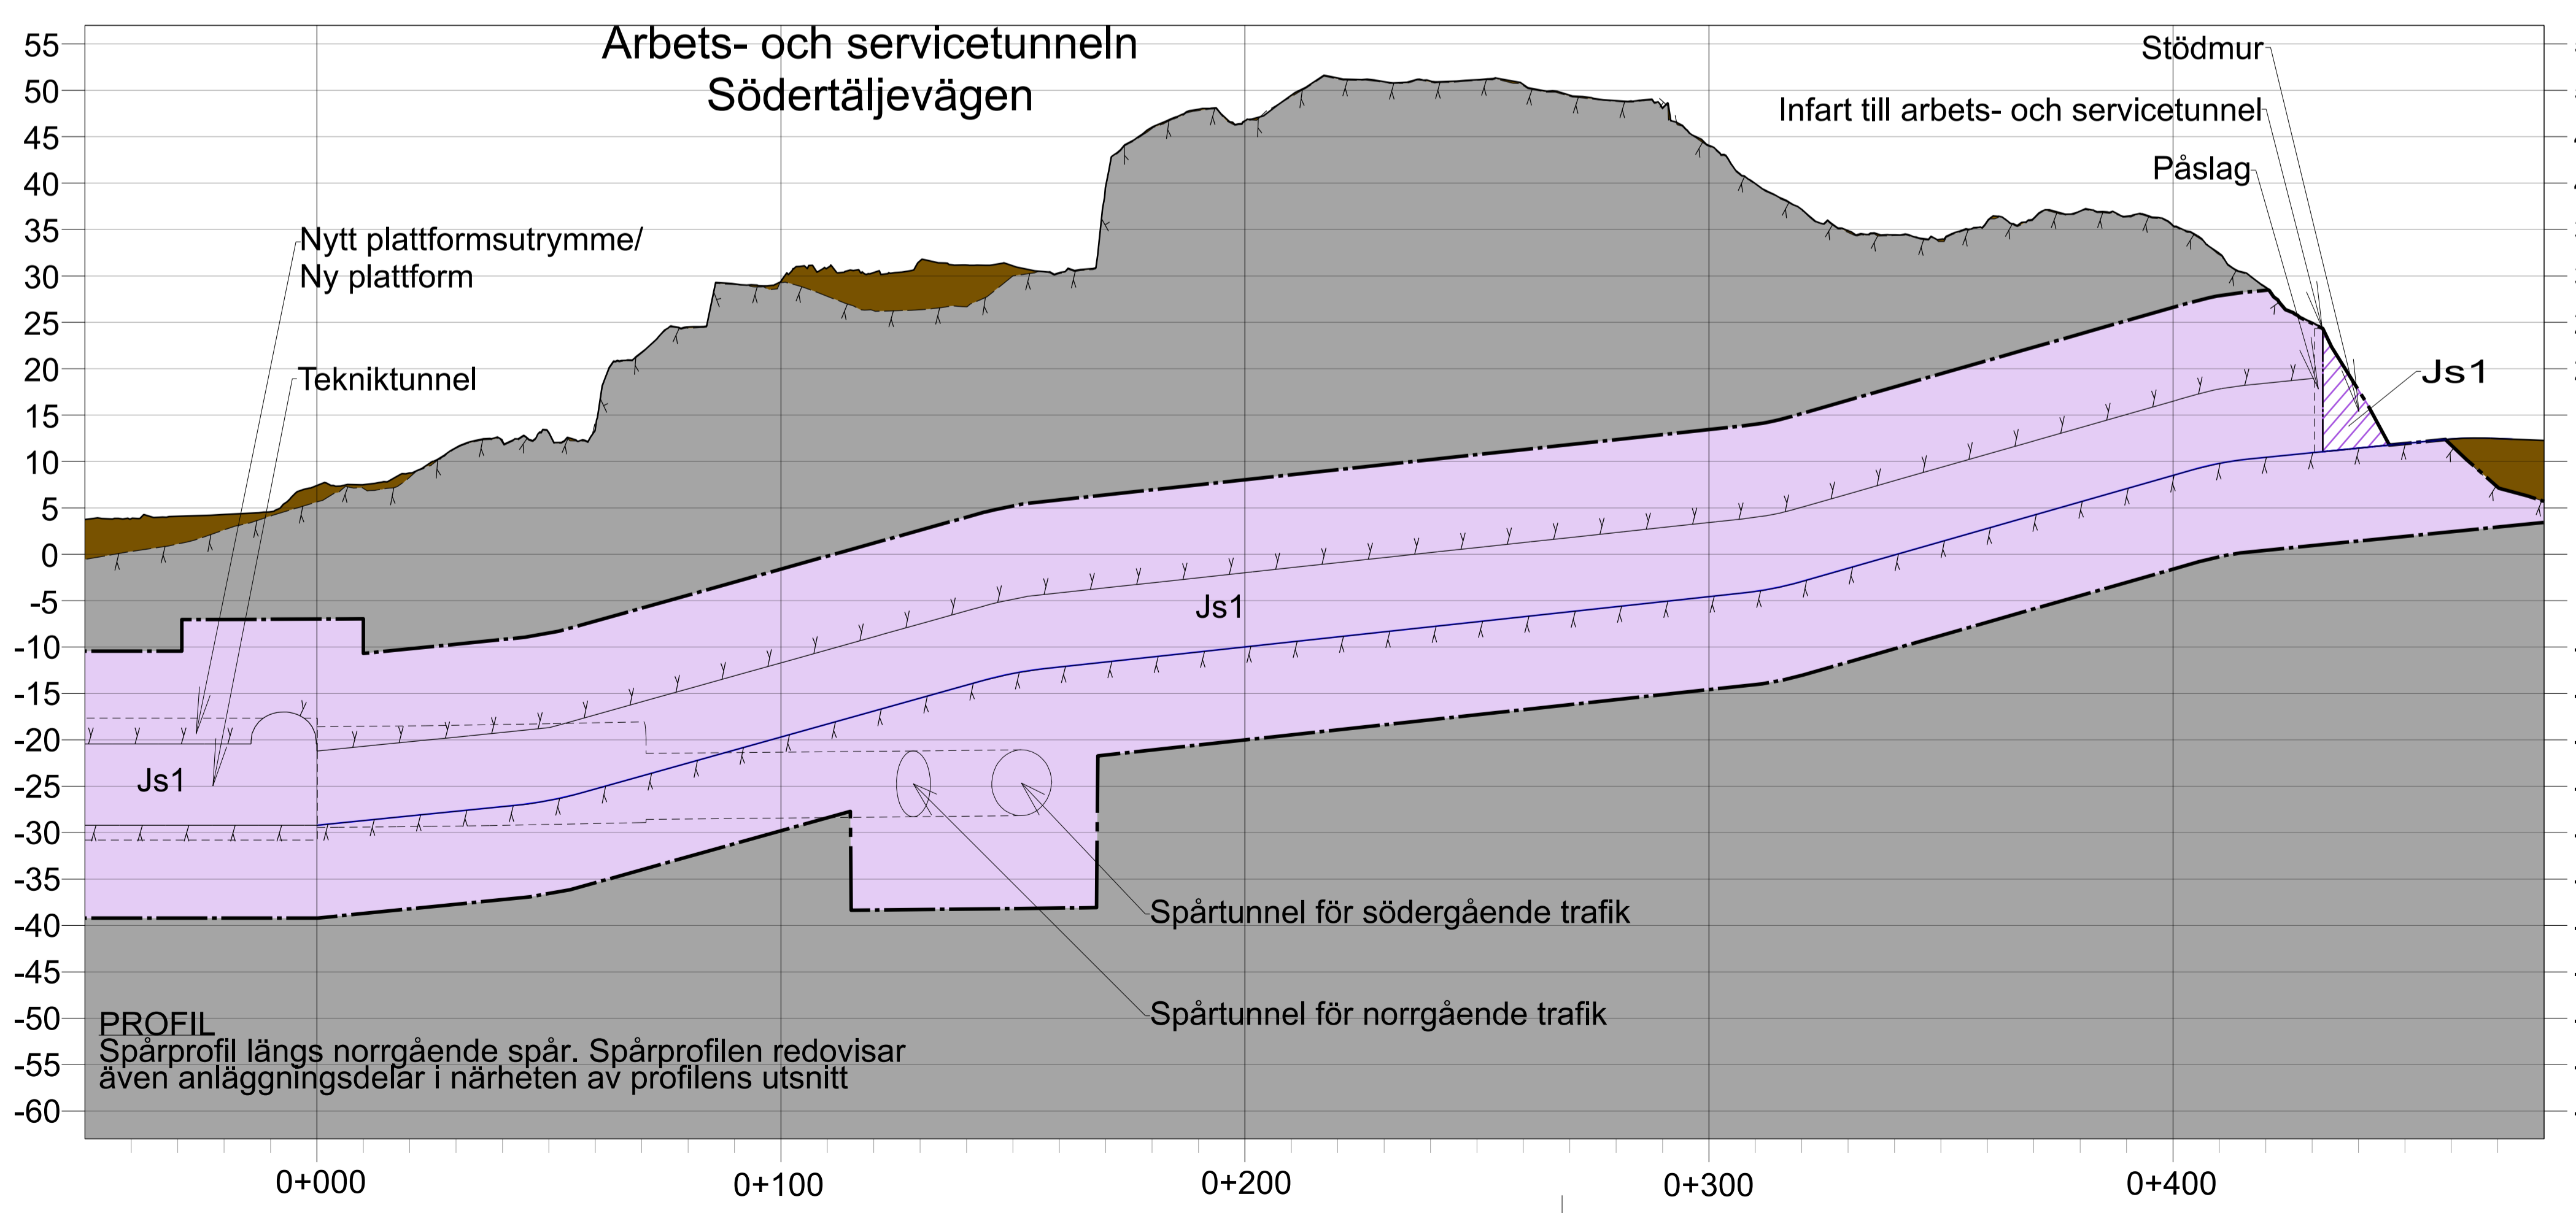 Arbets- och servicetunneln
Södertäljevägen
Stödmur
Infart till arbets- och servicetunnel
Påslag
Nytt plattformsutrymme/
Ny plattform
Tekniktunnel
Js1
Js1
Js1
Spårtunnel för södergående trafik
Spårtunnel för norrgående trafik
PROFIL
Spårprofil längs norrgående spår. Spårprofilen redovisar
även anläggningsdelar i närheten av profilens utsnitt
55
50
45
40
35
30
25
20
15
10
5
0
-5
-10
-15
-20
-25
-30
-35
-40
-45
-50
-55
-60
0+000
0+100
0+200
0+300
0+400